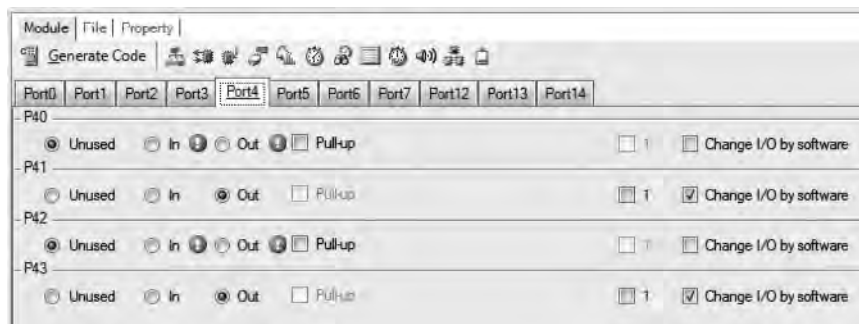 Module File Property
Generate Code
Port0 Port1 Port2 Port3 Port4 Port5 Port6 Port7 Port12 Port13 Port14
P40
Unused In Out Pull-up 1 Change I/O by software
P41
Unused In Out Pull-up 1 Change I/O by software
P42
Unused In Out Pull-up 1 Change I/O by software
P43
Unused In Out Pull-up 1 Change I/O by software